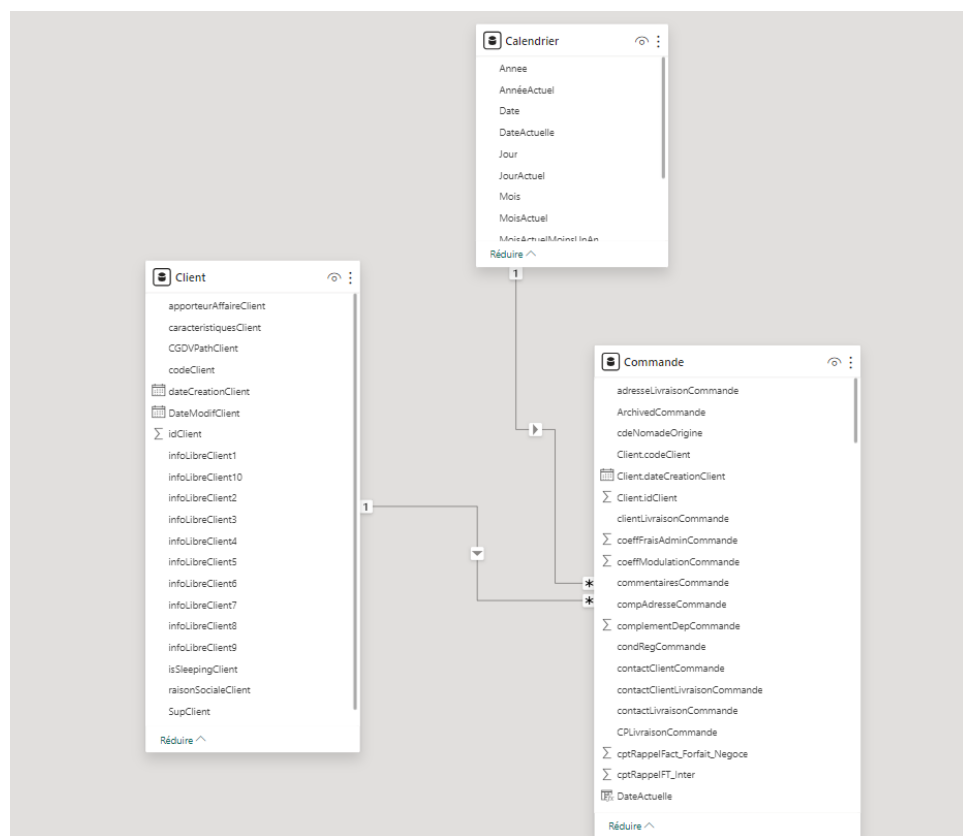 Calendrier
Annee
AnnéeActuel
Date
DateActuelle
Jour
JourActuel
Mois
MoisActuel
MoisActuelMoinsUnAn
Réduire
1
Client
apporteurAffaireClient
caracteristiquesClient
CGDVPathClient
codeClient
dateCreationClient
DateModifClient
idClient
infoLibreClient1
infoLibreClient10
infoLibreClient2
infoLibreClient3
infoLibreClient4
infoLibreClient5
infoLibreClient6
infoLibreClient7
infoLibreClient8
infoLibreClient9
isSleepingClient
raisonSocialeClient
SupClient
Réduire
1
Commande
adresseLivraisonCommande
ArchivedCommande
cdeNomadeOrigine
Client.codeClient
Client.dateCreationClient
Client.idClient
clientLivraisonCommande
coeffFraisAdminCommande
coeffModulationCommande
commentairesCommande
compAdresseCommande
complementDepCommande
condRegCommande
contactClientCommande
contactClientLivraisonCommande
contactLivraisonCommande
CPLivraisonCommande
cptRappelFact_Forfait_Negoce
cptRappelFT_Inter
DateActuelle
Réduire
*
*